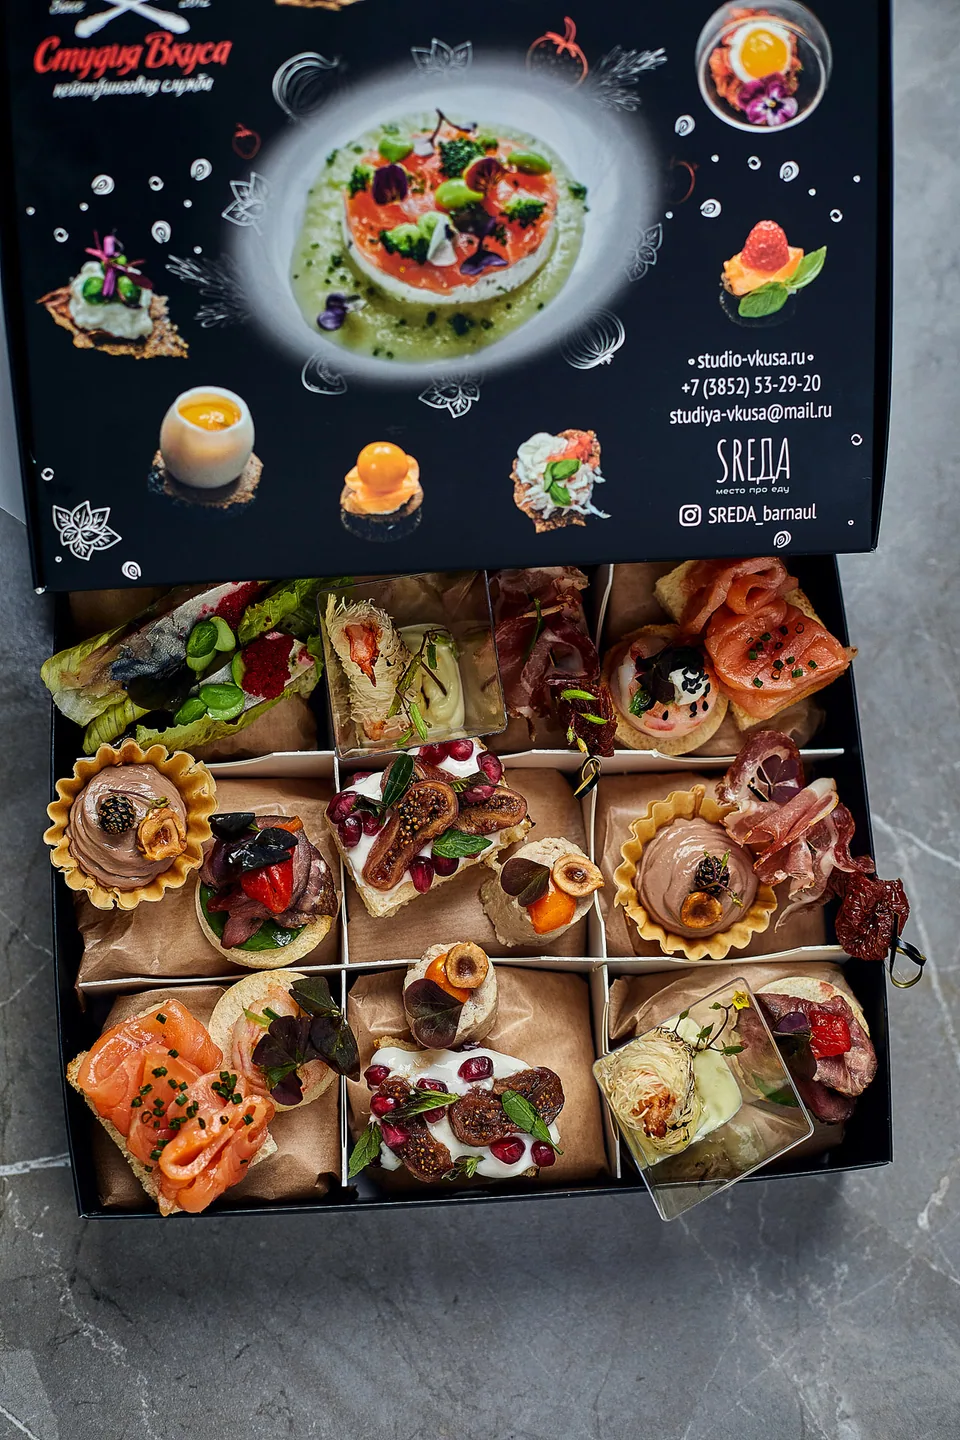 Студия Вкуса
кейтеринговая служба
•studio-vkusa.ru•
+7 (3852) 53-29-20
studiya-vkusa@mail.ru
SREДA
место про еду
SREDA_barnaul